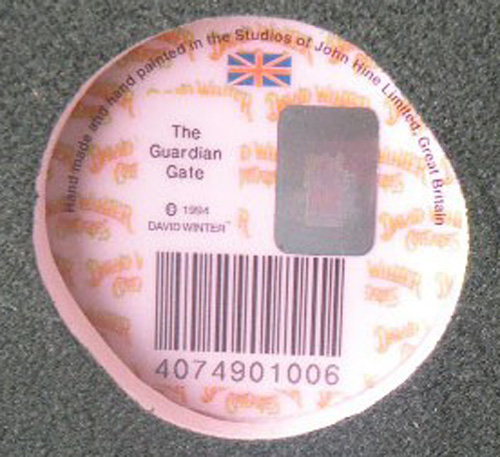 Hand made and hand painted in the Studios of John Hine Limited, Great Britain
The
Guardian
Gate
© 1994
DAVID WINTER™
4074901006